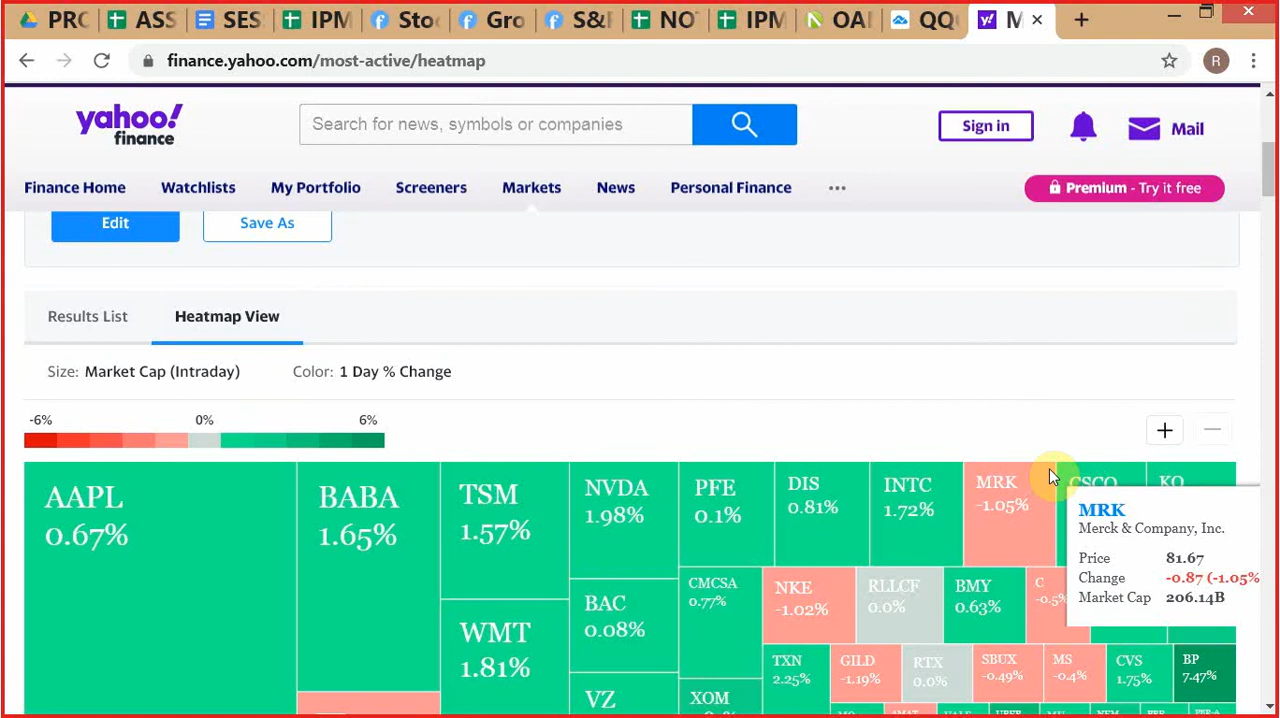 PRO ASS SES IPM Sto Gro S&P NOT IPM OAI QQQ M
finance.yahoo.com/most-active/heatmap
R
yahoo!
finance
Search for news, symbols or companies
Sign in
Mail
Finance Home Watchlists My Portfolio Screeners Markets News Personal Finance
Premium - Try it free
Edit Save As
Results List Heatmap View
Size: Market Cap (Intraday) Color: 1 Day % Change
-6% 0% 6%
AAPL
0.67%
BABA
1.65%
TSM
1.57%
NVDA
1.98%
PFE
0.1%
DIS
0.81%
INTC
1.72%
MRK
-1.05%
CSCO
KO
MRK
Merck & Company, Inc.
Price 81.67
Change -0.87 (-1.05%
Market Cap 206.14B
WMT
1.81%
BAC
0.08%
VZ
CMCSA
0.77%
XOM
NKE
-1.02%
RLLCF
0.0%
BMY
0.63%
C
-0.5%
TXN
2.25%
GILD
-1.19%
RTX
0.0%
SBUX
-0.49%
MS
-0.4%
CVS
1.75%
BP
7.47%